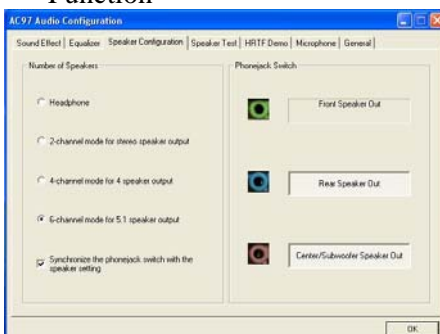 Function
AC97 Audio Configuration
Sound Effect | Equalizer | Speaker Configuration | Speaker Test | HRTF Demo | Microphone | General
Number of Speakers
Headphone
2-channel mode for stereo speaker output
4-channel mode for 4 speaker output
6-channel mode for 5.1 speaker output
Synchronize the phonejack switch with the
speaker setting
Phonejack Switch
Front Speaker Out
Rear Speaker Out
Center/Subwoofer Speaker Out
OK